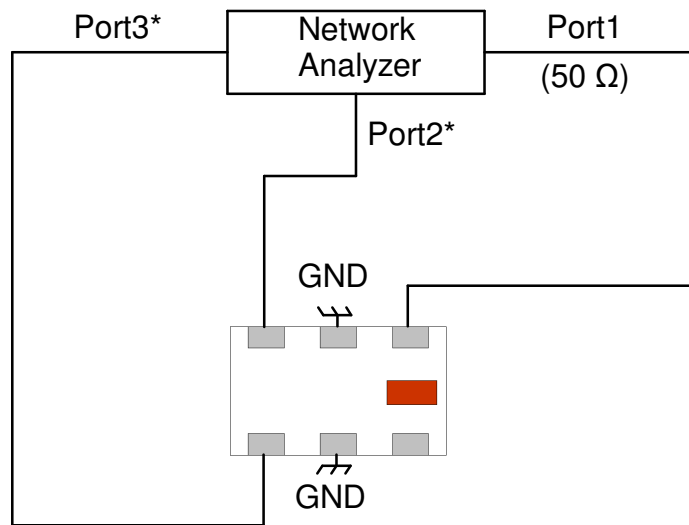 Port3*
Network
Analyzer
Port1
(50 Ω)
Port2*
GND
GND